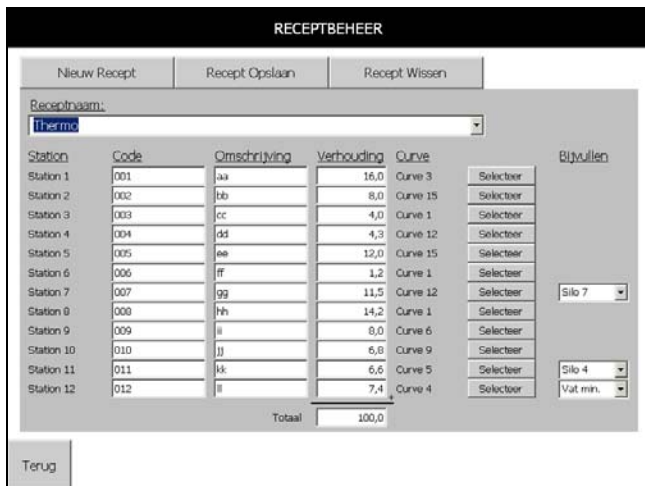 RECEPTBEHEER
Nieuw Recept Recept Opslaan Recept Wissen
Receptnaam:
Thermo
Station Code Omschrijving Verhouding Curve Bijvullen
Station 1 001 aa 16,0 Curve 3 Selecteer
Station 2 002 bb 8,0 Curve 15 Selecteer
Station 3 003 cc 4,0 Curve 1 Selecteer
Station 4 004 dd 4,3 Curve 12 Selecteer
Station 5 005 ee 12,0 Curve 15 Selecteer
Station 6 006 ff 1,2 Curve 1 Selecteer
Station 7 007 gg 11,5 Curve 12 Selecteer Silo 7
Station 8 008 hh 14,2 Curve 1 Selecteer
Station 9 009 ii 8,0 Curve 6 Selecteer
Station 10 010 jj 6,8 Curve 9 Selecteer
Station 11 011 kk 6,6 Curve 5 Selecteer Silo 4
Station 12 012 ll 7,4 Curve 4 Selecteer Vat min.
+
Totaal 100,0
Terug